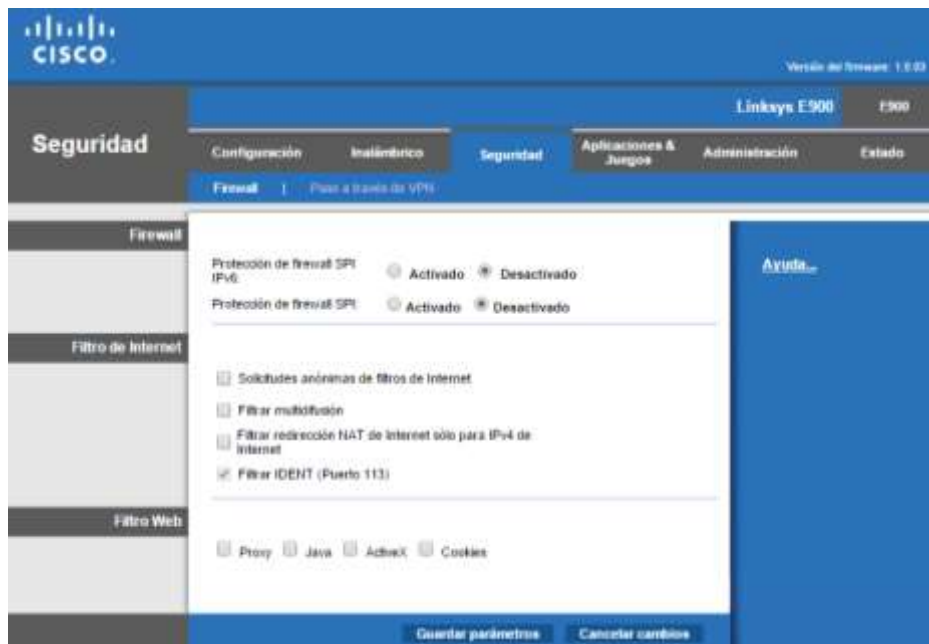 CISCO.
Versión del firmware: 1.0.03
Linksys E900 E900
Seguridad
Configuración Inalámbrico Seguridad Aplicaciones & Juegos Administración Estado
Firewall | Paso a través de VPN
Firewall
Protección de firewall SPI IPv6:
Activado Desactivado
Protección de firewall SPI:
Activado Desactivado
Ayuda...
Filtro de Internet
Solicitudes anónimas de filtros de Internet
Filtrar multidifusión
Filtrar redirección NAT de Internet sólo para IPv4 de
Internet
Filtrar IDENT (Puerto 113)
Filtro Web
Proxy Java ActiveX Cookies
Guardar parámetros Cancelar cambios